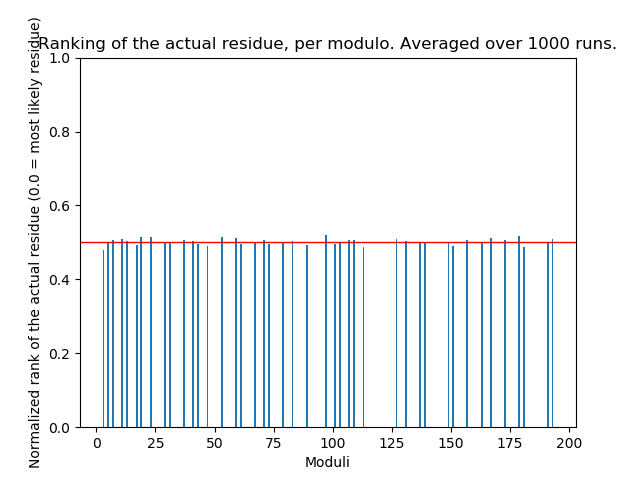 Ranking of the actual residue, per modulo. Averaged over 1000 runs.
Normalized rank of the actual residue (0.0 = most likely residue)
1.0
0.8
0.6
0.4
0.2
0.0
0 25 50 75 100 125 150 175 200
Moduli